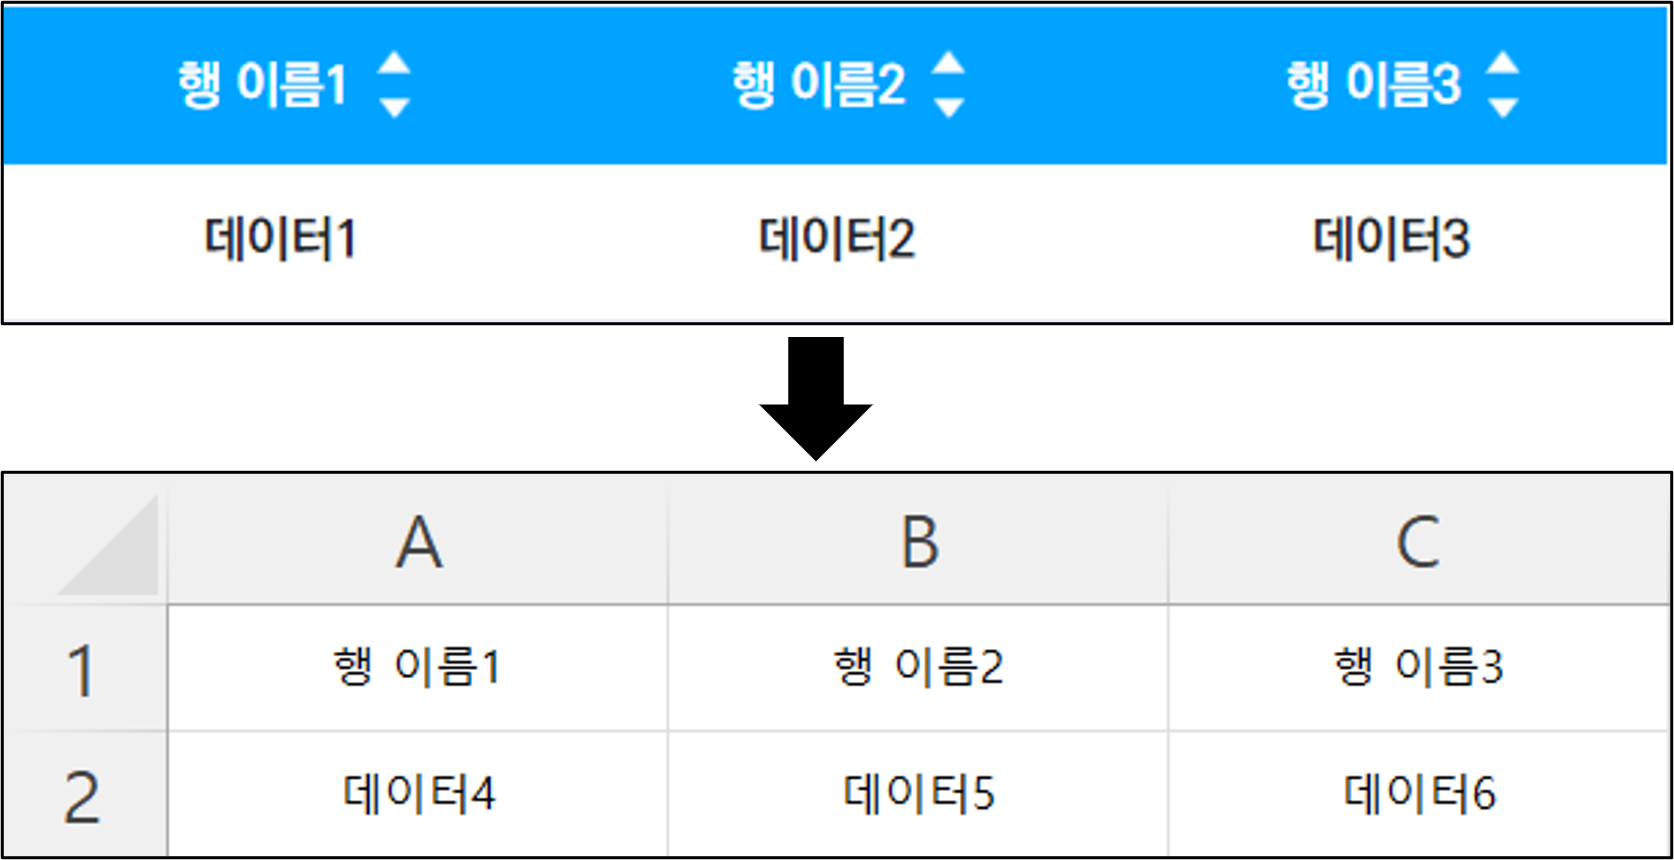 행 이름1 행 이름2 행 이름3
데이터1 데이터2 데이터3
A B C
1 행 이름1 행 이름2 행 이름3
2 데이터4 데이터5 데이터6